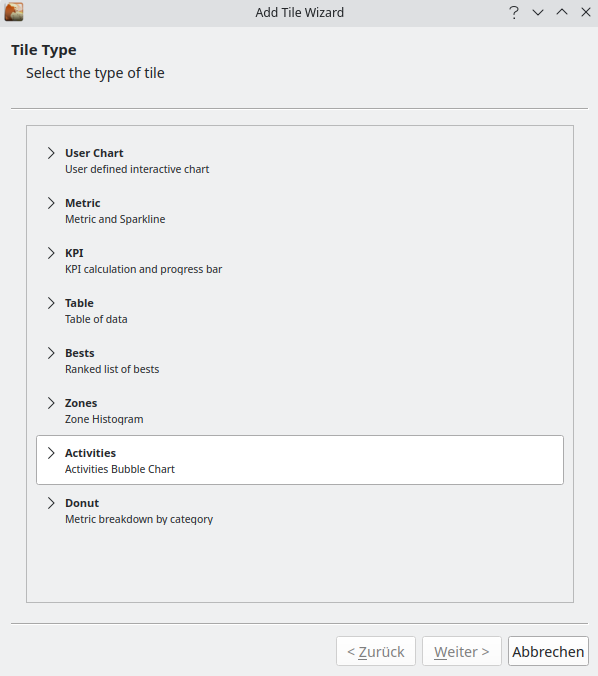 Add Tile Wizard
Tile Type
Select the type of tile
User Chart
User defined interactive chart
Metric
Metric and Sparkline
KPI
KPI calculation and progress bar
Table
Table of data
Bests
Ranked list of bests
Zones
Zone Histogram
Activities
Activities Bubble Chart
Donut
Metric breakdown by category
< Zurück
Weiter >
Abbrechen